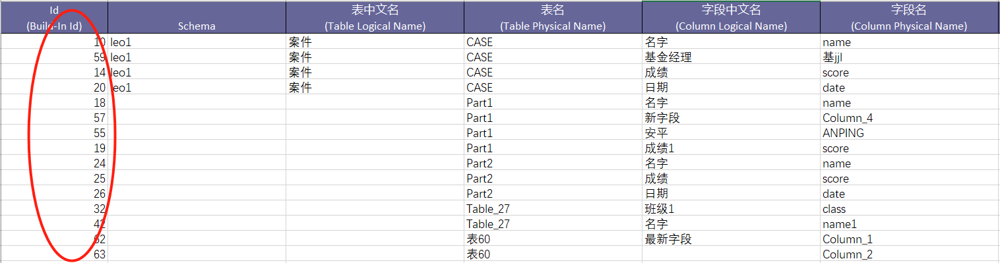 Id 表中文名 表名 字段中文名 字段名
(Build-In Id) Schema (Table Logical Name) (Table Physical Name) (Column Logical Name) (Column Physical Name)
10 leo1 案件 CASE 名字 name
59 leo1 案件 CASE 基金经理 基jjl
14 leo1 案件 CASE 成绩 score
20 leo1 案件 CASE 日期 date
18 Part1 名字 name
57 Part1 新字段 Column_4
55 Part1 安平 ANPING
19 Part1 成绩1 score
24 Part2 名字 name
25 Part2 成绩 score
26 Part2 日期 date
32 Table_27 班级1 class
42 Table_27 名字 name1
62 表60 最新字段 Column_1
63 表60 Column_2